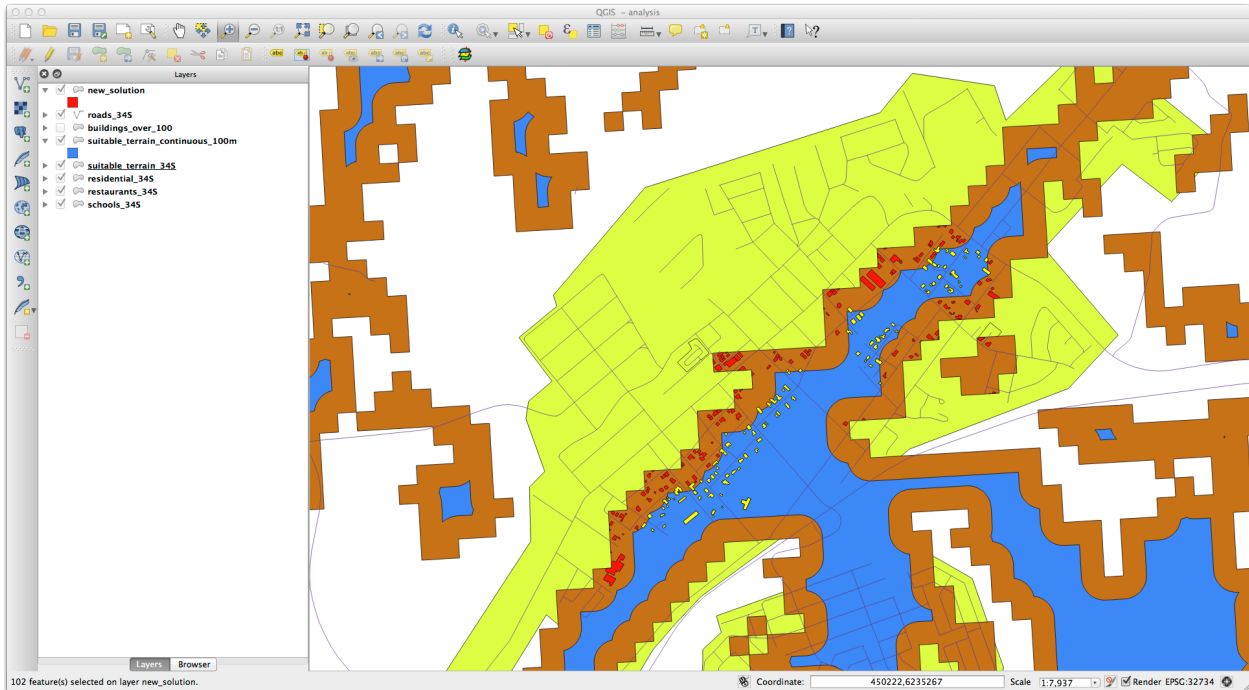 QGIS - analysis
Layers
new_solution
roads_34S
buildings_over_100
suitable_terrain_continuous_100m
suitable_terrain_34S
residential_34S
restaurants_34S
schools_34S
Layers Browser
102 feature(s) selected on layer new_solution.
Coordinate: 450222,6235267
Scale 1:7,937
Render EPSG:32734